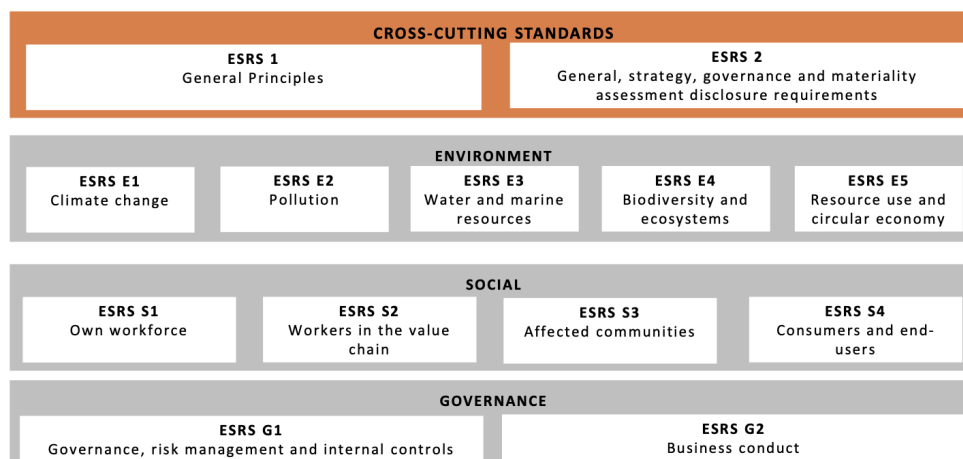 CROSS-CUTTING STANDARDS
ESRS 1
General Principles
ESRS 2
General, strategy, governance and materiality
assessment disclosure requirements
ENVIRONMENT
ESRS E1
Climate change
ESRS E2
Pollution
ESRS E3
Water and marine
resources
ESRS E4
Biodiversity and
ecosystems
ESRS E5
Resource use and
circular economy
SOCIAL
ESRS S1
Own workforce
ESRS S2
Workers in the value
chain
ESRS S3
Affected communities
ESRS S4
Consumers and end-
users
GOVERNANCE
ESRS G1
Governance, risk management and internal controls
ESRS G2
Business conduct